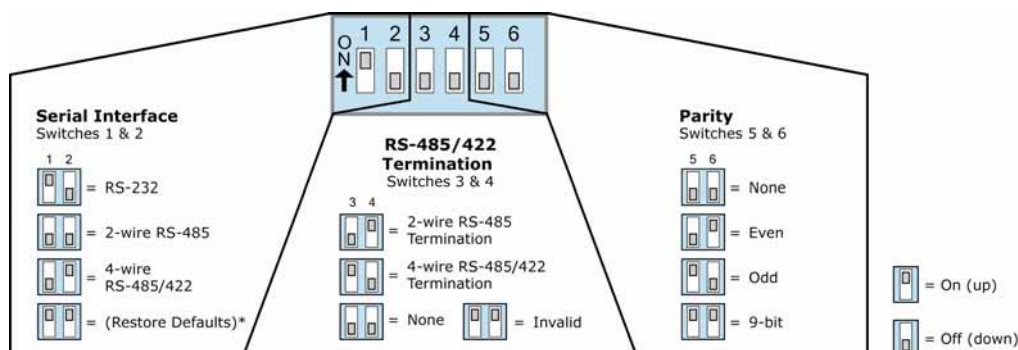 ON
1 2 3 4 5 6
Serial Interface
Switches 1 & 2
1 2
= RS-232
= 2-wire RS-485
= 4-wire
RS-485/422
= (Restore Defaults)*
RS-485/422
Termination
Switches 3 & 4
3 4
= 2-wire RS-485
Termination
= 4-wire RS-485/422
Termination
= None
= Invalid
Parity
Switches 5 & 6
5 6
= None
= Even
= Odd
= 9-bit
= On (up)
= Off (down)